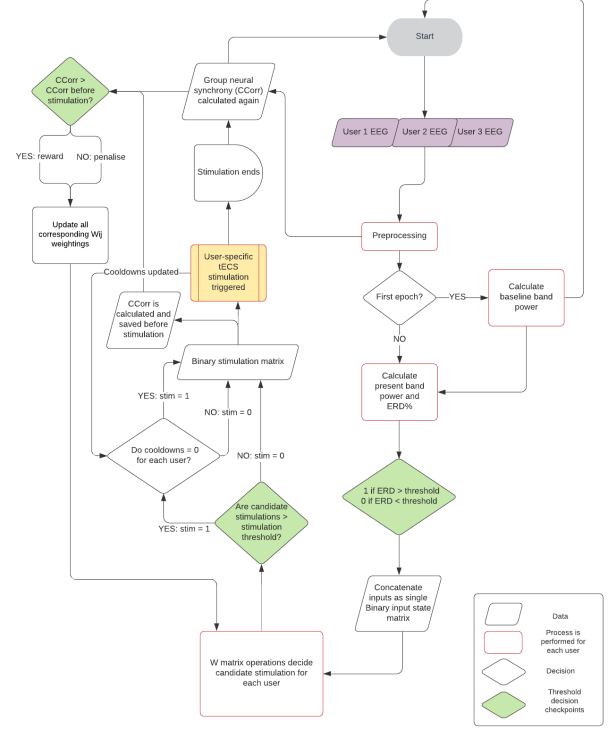 Start
CCorr >
CCorr before
stimulation?
Group neural
synchrony (CCorr)
calculated again
User 1 EEG
User 2 EEG
User 3 EEG
YES: reward
NO: penalise
Stimulation ends
Update all
corresponding Wij
weightings
Preprocessing
User-specific
tECS
stimulation
triggered
Cooldowns updated
First epoch?
YES
Calculate
baseline band
power
CCorr is
calculated and
saved before
stimulation
NO
Binary stimulation matrix
Calculate
present band
power and
ERD%
YES: stim = 1
NO: stim = 0
Do cooldowns = 0
for each user?
NO: stim = 0
1 if ERD > threshold
0 if ERD < threshold
Are candidate
stimulations >
stimulation
threshold?
YES: stim = 1
Concatenate
inputs as single
Binary input state
matrix
W matrix operations decide
candidate stimulation for
each user
Data
Process is
performed for
each user
Decision
Threshold
decision
checkpoints